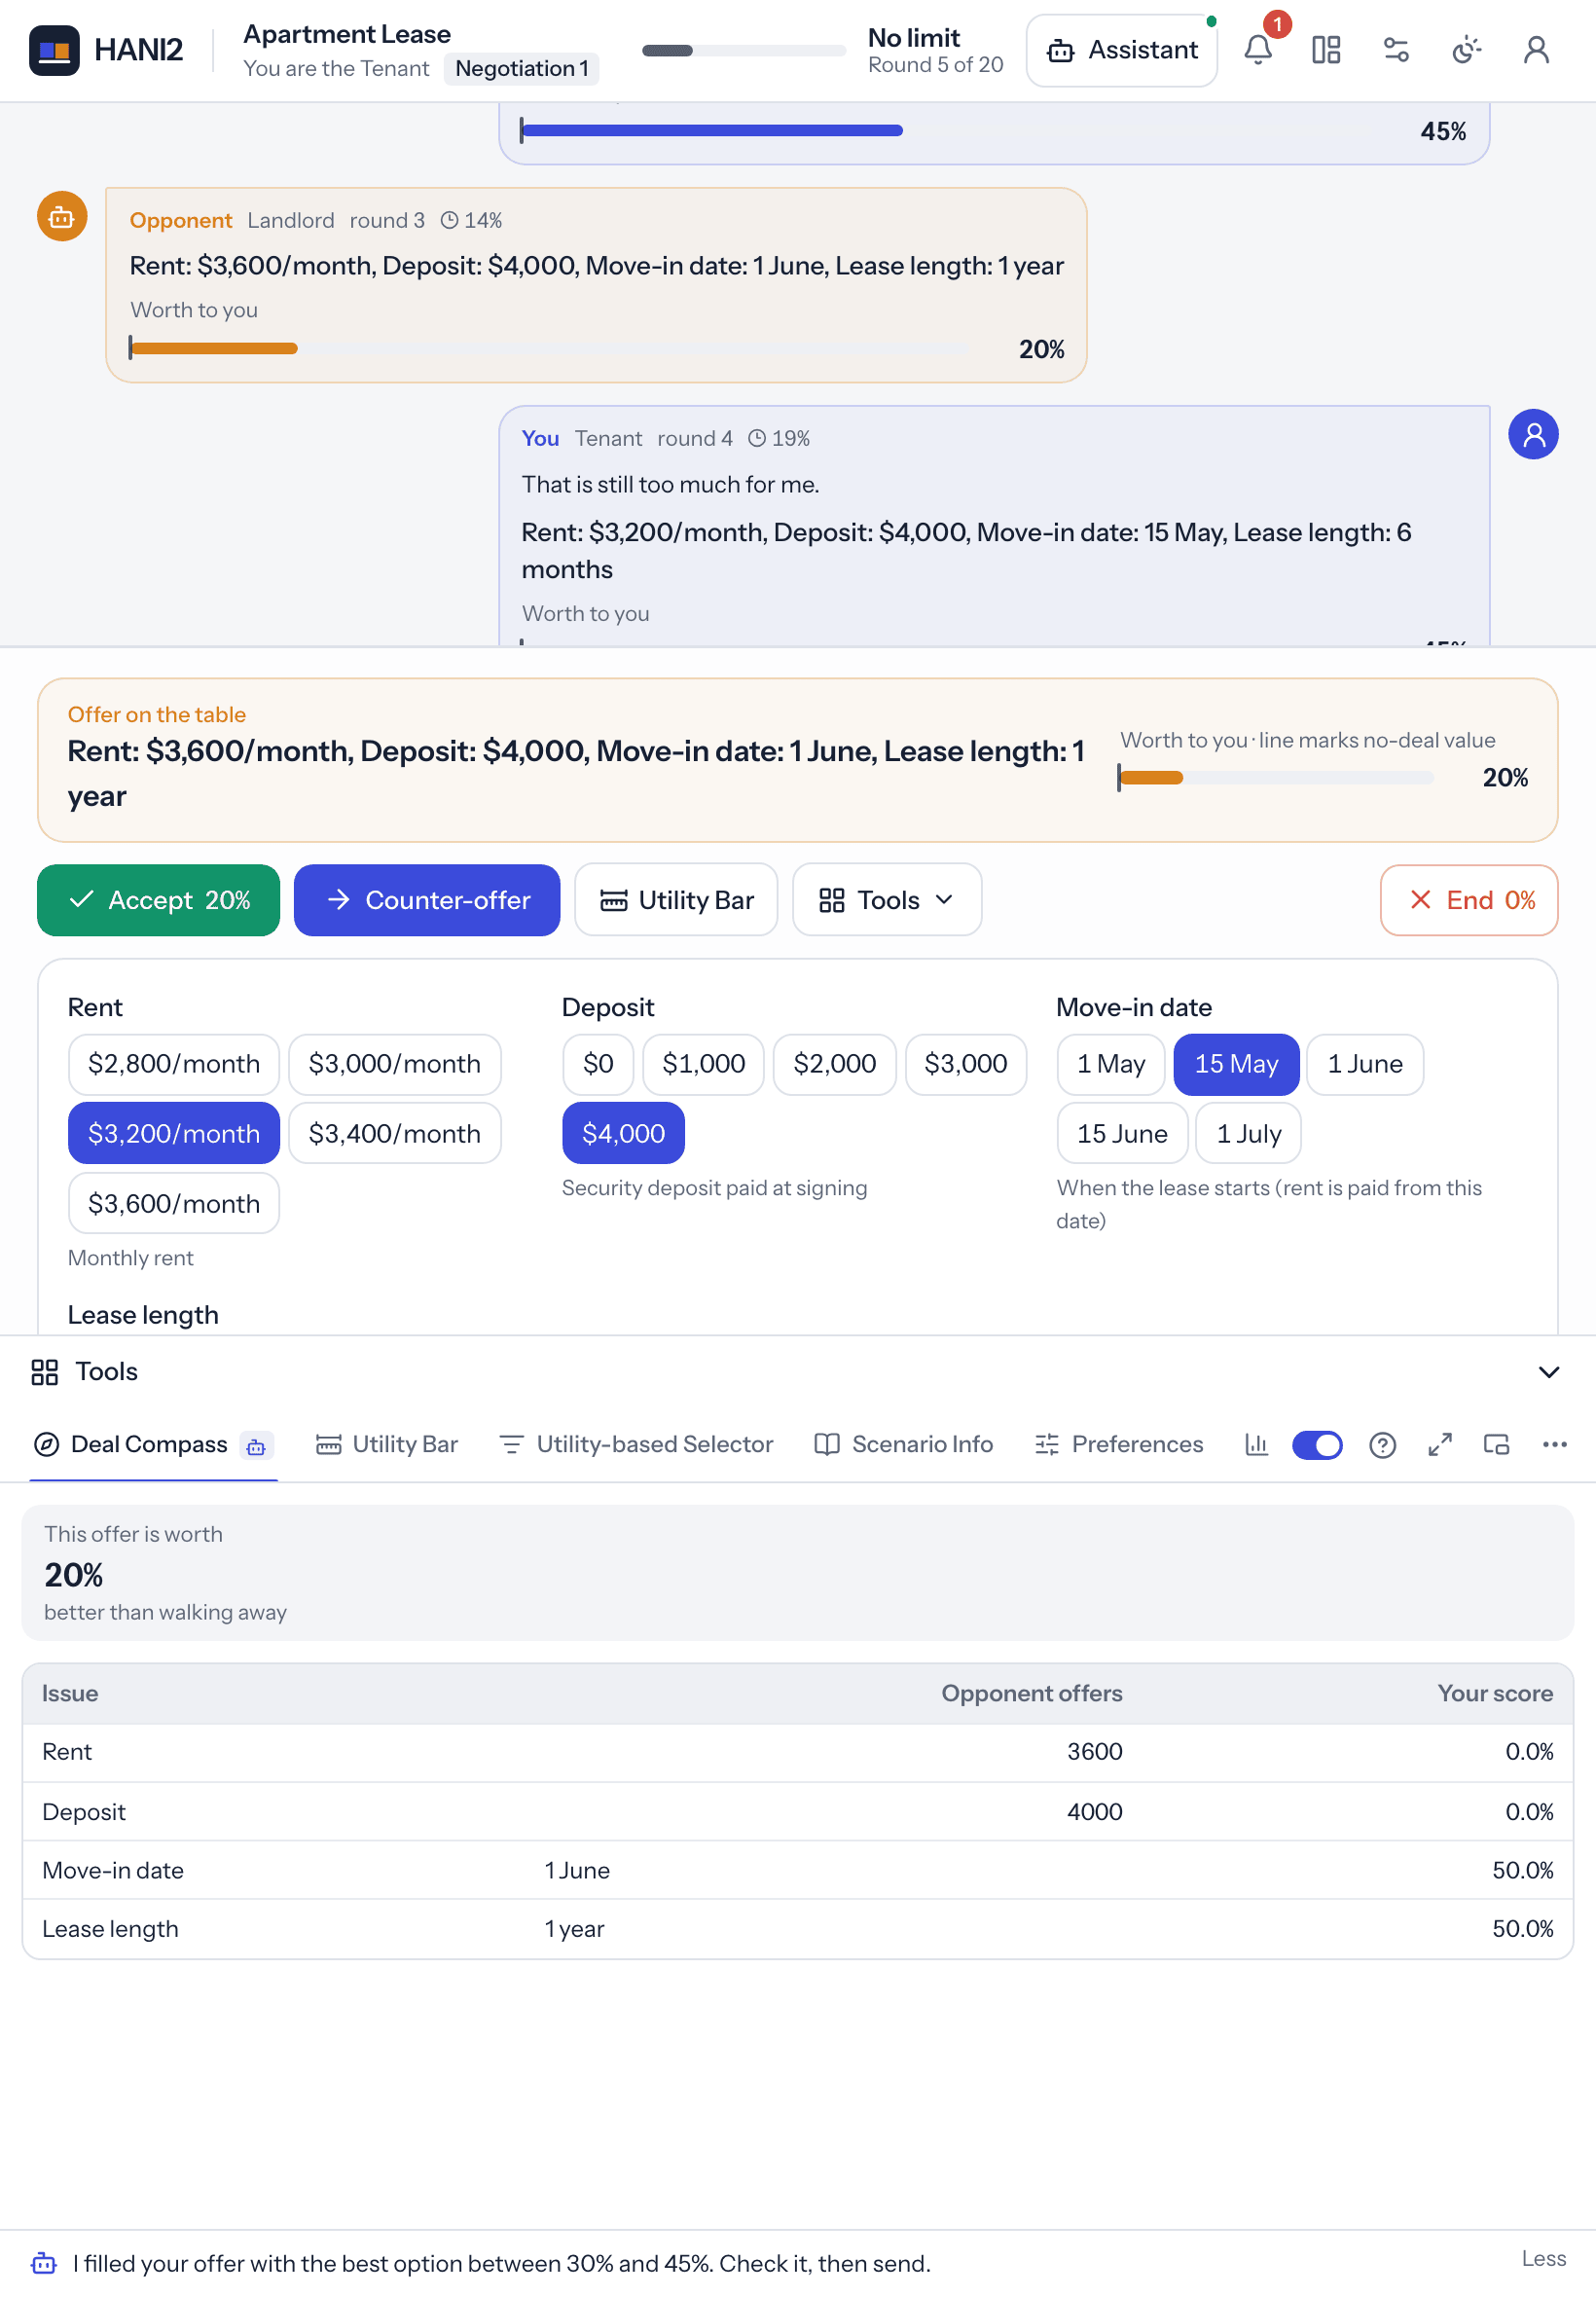 HANI2
Apartment Lease
You are the Tenant Negotiation 1
No limit
Round 5 of 20
Assistant
1
45%
Opponent Landlord round 3 14%
Rent: $3,600/month, Deposit: $4,000, Move-in date: 1 June, Lease length: 1 year
Worth to you
20%
You Tenant round 4 19%
That is still too much for me.
Rent: $3,200/month, Deposit: $4,000, Move-in date: 15 May, Lease length: 6
months
Worth to you
Offer on the table
Rent: $3,600/month, Deposit: $4,000, Move-in date: 1 June, Lease length: 1
year
Worth to you · line marks no-deal value
20%
Accept 20%
Counter-offer
Utility Bar
Tools
End 0%
Rent
$2,800/month $3,000/month
$3,200/month $3,400/month
$3,600/month
Monthly rent
Deposit
$0 $1,000 $2,000 $3,000
$4,000
Security deposit paid at signing
Move-in date
1 May 15 May 1 June
15 June 1 July
When the lease starts (rent is paid from this
date)
Lease length
Tools
Deal Compass Utility Bar Utility-based Selector Scenario Info Preferences
This offer is worth
20%
better than walking away
Issue Opponent offers Your score
Rent 3600 0.0%
Deposit 4000 0.0%
Move-in date 1 June 50.0%
Lease length 1 year 50.0%
I filled your offer with the best option between 30% and 45%. Check it, then send.
Less